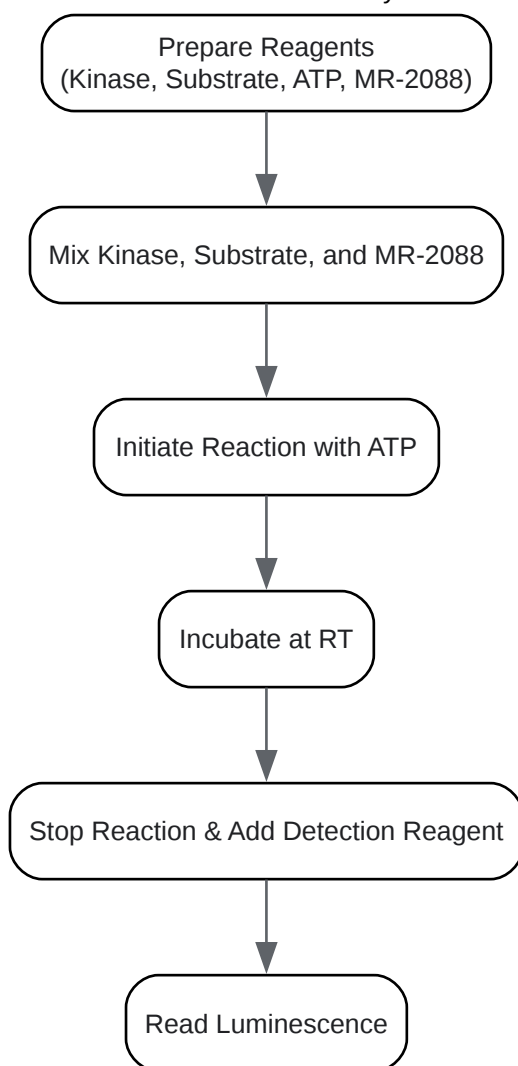 Prepare Reagents
(Kinase, Substrate, ATP, MR-2088)
Mix Kinase, Substrate, and MR-2088
Initiate Reaction with ATP
Incubate at RT
Stop Reaction & Add Detection Reagent
Read Luminescence